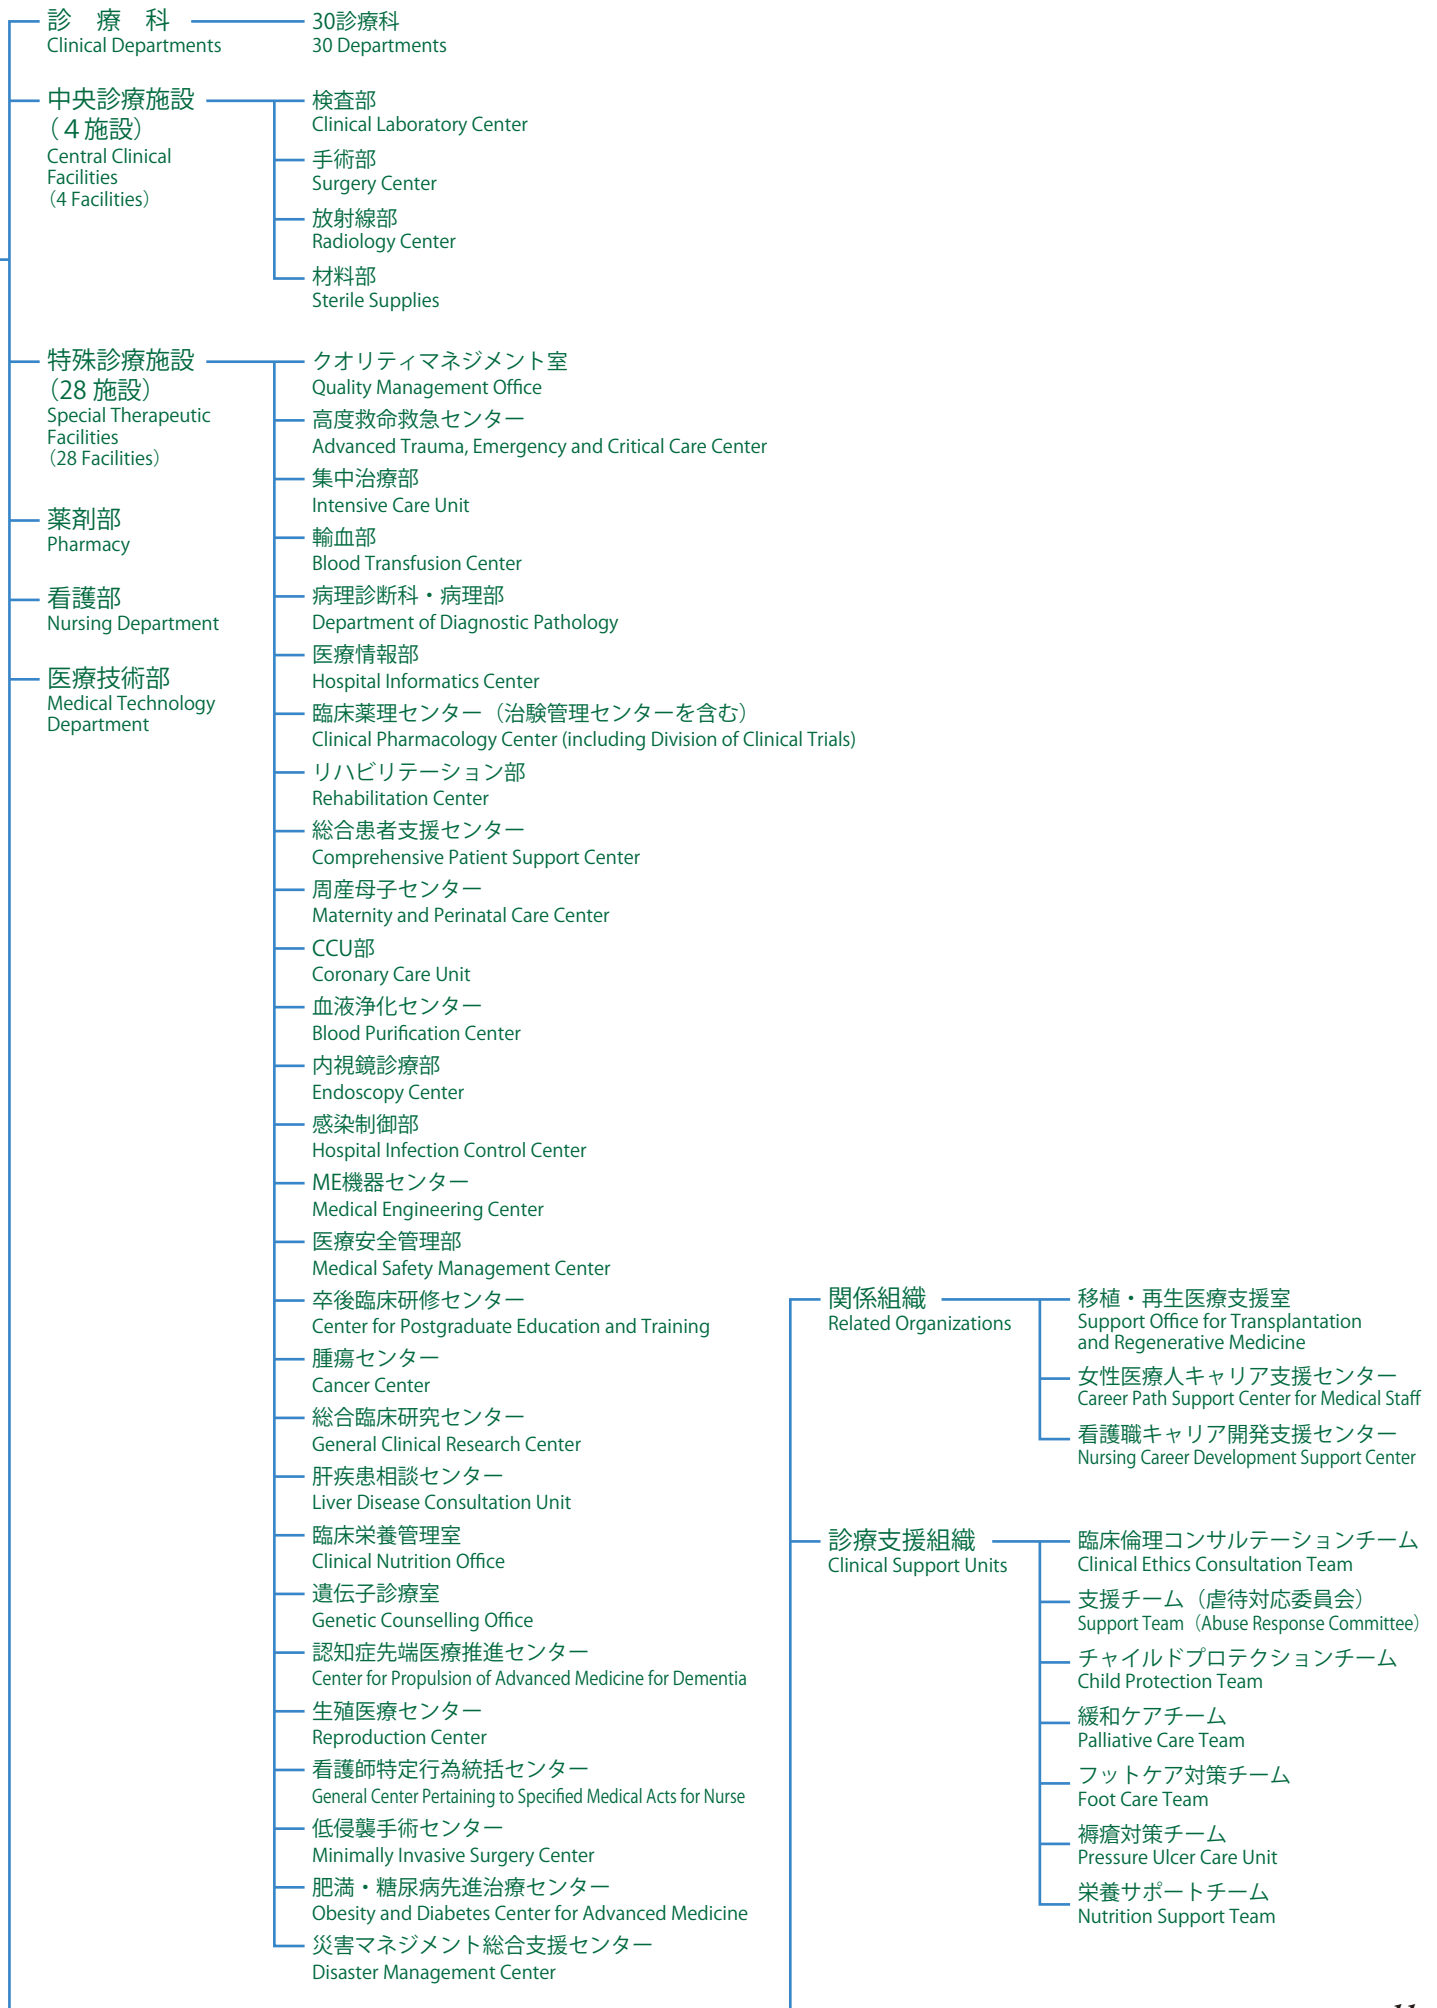 診　療　科
Clinical Departments
30診療科
30 Departments
中央診療施設
（４施設）
Central Clinical
Facilities
（4 Facilities）
検査部
Clinical Laboratory Center
手術部
Surgery Center
放射線部
Radiology Center
材料部
Sterile Supplies
特殊診療施設
（28 施設）
Special Therapeutic
Facilities
（28 Facilities）
薬剤部
Pharmacy
看護部
Nursing Department
医療技術部
Medical Technology
Department
クオリティマネジメント室
Quality Management Office
高度救命救急センター
Advanced Trauma, Emergency and Critical Care Center
集中治療部
Intensive Care Unit
輸血部
Blood Transfusion Center
病理診断科・病理部
Department of Diagnostic Pathology
医療情報部
Hospital Informatics Center
臨床薬理センター（治験管理センターを含む）
Clinical Pharmacology Center (including Division of Clinical Trials)
リハビリテーション部
Rehabilitation Center
総合患者支援センター
Comprehensive Patient Support Center
周産母子センター
Maternity and Perinatal Care Center
CCU部
Coronary Care Unit
血液浄化センター
Blood Purification Center
内視鏡診療部
Endoscopy Center
感染制御部
Hospital Infection Control Center
ME機器センター
Medical Engineering Center
医療安全管理部
Medical Safety Management Center
卒後臨床研修センター
Center for Postgraduate Education and Training
腫瘍センター
Cancer Center
総合臨床研究センター
General Clinical Research Center
肝疾患相談センター
Liver Disease Consultation Unit
臨床栄養管理室
Clinical Nutrition Office
遺伝子診療室
Genetic Counselling Office
認知症先端医療推進センター
Center for Propulsion of Advanced Medicine for Dementia
生殖医療センター
Reproduction Center
看護師特定行為統括センター
General Center Pertaining to Specified Medical Acts for Nurse
低侵襲手術センター
Minimally Invasive Surgery Center
肥満・糖尿病先進治療センター
Obesity and Diabetes Center for Advanced Medicine
災害マネジメント総合支援センター
Disaster Management Center
関係組織
Related Organizations
移植・再生医療支援室
Support Office for Transplantation
and Regenerative Medicine
女性医療人キャリア支援センター
Career Path Support Center for Medical Staff
看護職キャリア開発支援センター
Nursing Career Development Support Center
診療支援組織
Clinical Support Units
臨床倫理コンサルテーションチーム
Clinical Ethics Consultation Team
支援チーム（虐待対応委員会）
Support Team（Abuse Response Committee）
チャイルドプロテクションチーム
Child Protection Team
緩和ケアチーム
Palliative Care Team
フットケア対策チーム
Foot Care Team
褥瘡対策チーム
Pressure Ulcer Care Unit
栄養サポートチーム
Nutrition Support Team